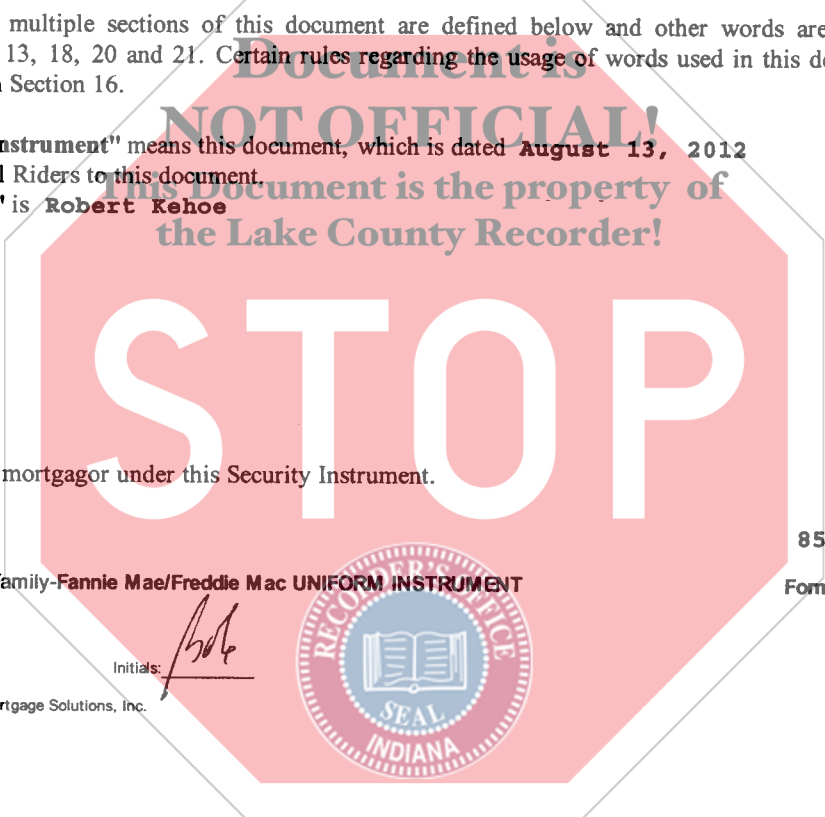 multiple sections of this document are defined below and other words are
13, 18, 20 and 21. Certain rules regarding the usage of words used in this d
Section 16.
Document is
NOT OFFICIAL!
nstrument" means this document, which is dated August 13, 2012
Riders to this document.
This Document is the property of
" is Robert Kehoe
the Lake County Recorder!
STOP
mortgagor under this Security Instrument.
85
amily-Fannie Mae/Freddie Mac UNIFORM INSTRUMENT
Form
RECORDER'S OFFICE
Initials:
SEAL
rtgage Solutions, Inc.
INDIANA